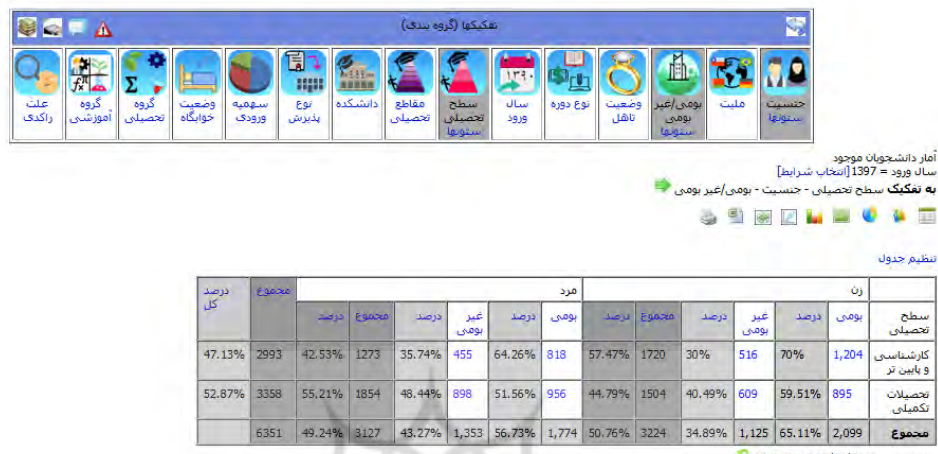 تفکیکها (گروه بندی)
جنسیت ستونها
ملیت
بومی/غیر بومی ستونها
وضعیت تاهل
نوع دوره
۱۳۹۰ سال ورود
سطح تحصیلی ستونها
مقاطع تحصیلی
دانشکده
نوع پذیرش
سهمیه ورودی
وضعیت خوابگاه
گروه تحصیلی
گروه آموزشی
علت راکدی
آمار دانشجویان موجود
سال ورود = 1397[انتخاب شرایط]
به تفکیک سطح تحصیلی - جنسیت - بومی/غیر بومی
تنظیم جدول
زن مرد مجموع درصد کل
سطح تحصیلی بومی درصد غیر بومی درصد مجموع درصد بومی درصد غیر بومی درصد مجموع درصد
کارشناسی و پایین تر 1,204 70% 516 30% 1720 57.47% 818 64.26% 455 35.74% 1273 42.53% 2993 47.13%
تحصیلات تکمیلی 895 59.51% 609 40.49% 1504 44.79% 956 51.56% 898 48.44% 1854 55.21% 3358 52.87%
مجموع 2,099 65.11% 1,125 34.89% 3224 50.76% 1,774 56.73% 1,353 43.27% 3127 49.24% 6351